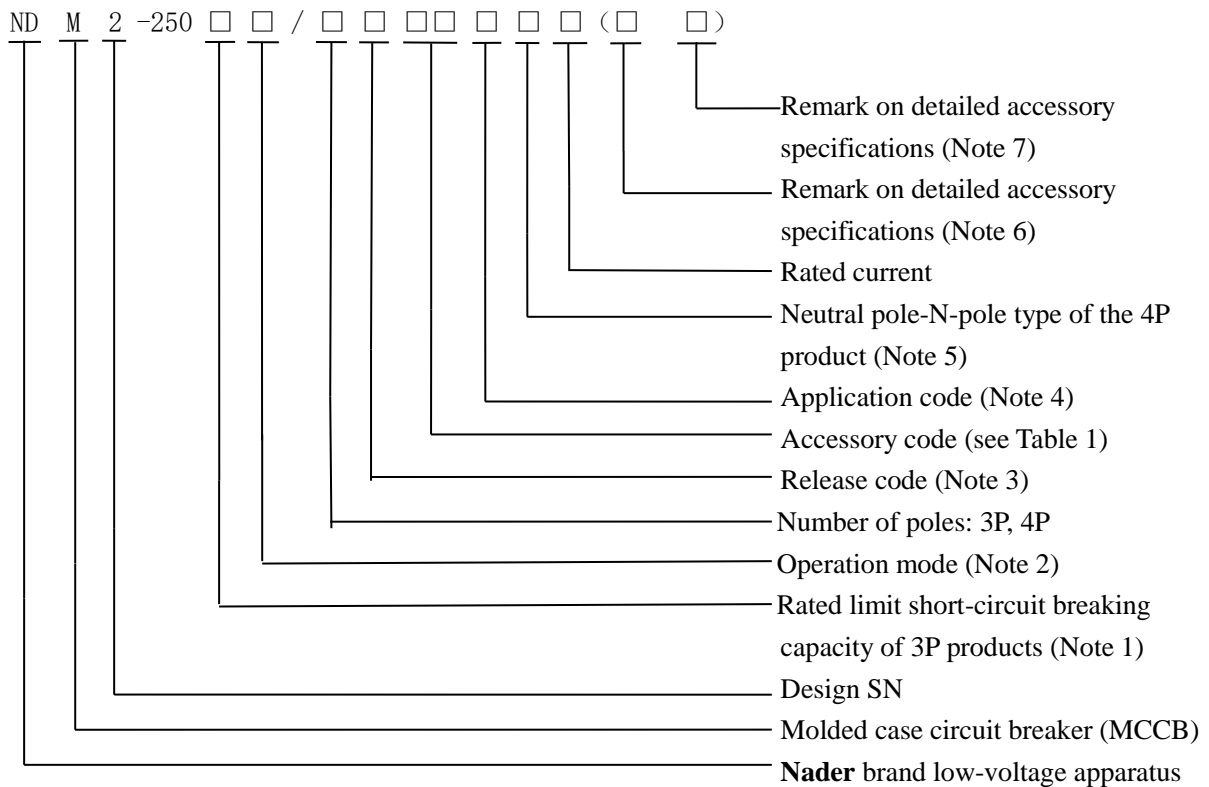 ND M 2 -250 □ □ / □ □ □□ □ □ □ (□ □)
Remark on detailed accessory
specifications (Note 7)
Remark on detailed accessory
specifications (Note 6)
Rated current
Neutral pole-N-pole type of the 4P
product (Note 5)
Application code (Note 4)
Accessory code (see Table 1)
Release code (Note 3)
Number of poles: 3P, 4P
Operation mode (Note 2)
Rated limit short-circuit breaking
capacity of 3P products (Note 1)
Design SN
Molded case circuit breaker (MCCB)
Nader brand low-voltage apparatus